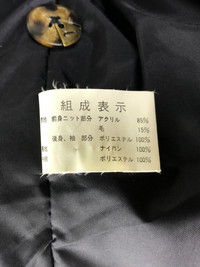 組成表示
前身ニット部分 アクリル 85%
毛 15%
後身、袖 部分 ポリエステル 100%
ナイロン 100%
ポリエステル 100%